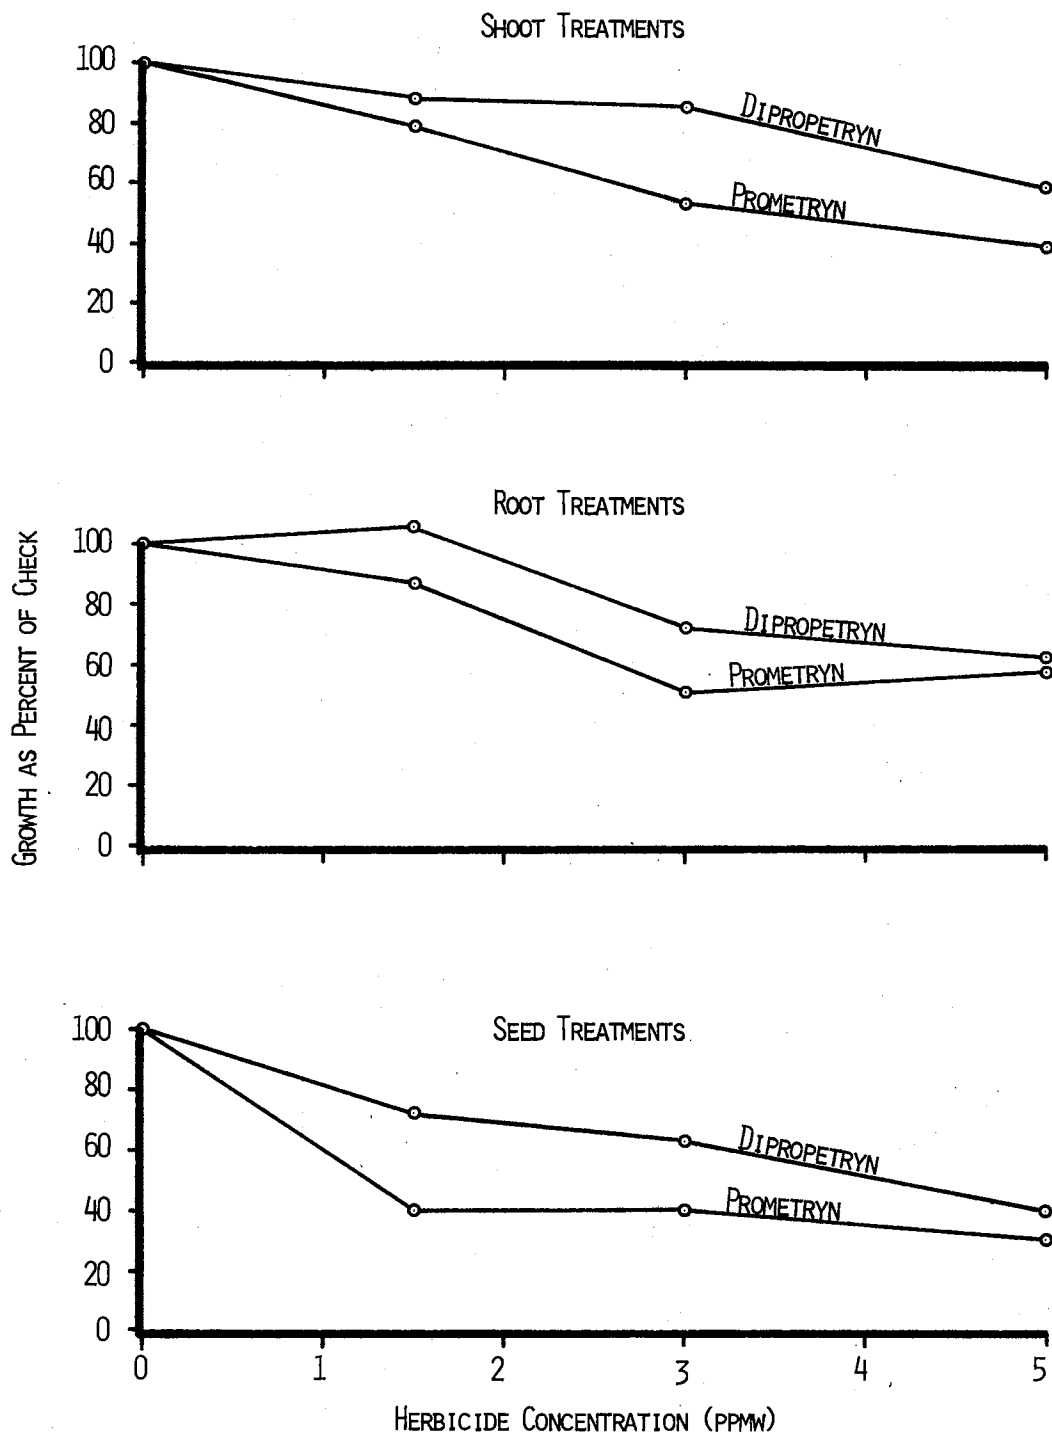 SHOOT TREATMENTS
100
80
60
40
20
0
DIPROPETRYN
PROMETRYN
GROWTH AS PERCENT OF CHECK
ROOT TREATMENTS
100
80
60
40
20
0
DIPROPETRYN
PROMETRYN
SEED TREATMENTS
100
80
60
40
20
0
DIPROPETRYN
PROMETRYN
0 1 2 3 4 5
HERBICIDE CONCENTRATION (PPMW)